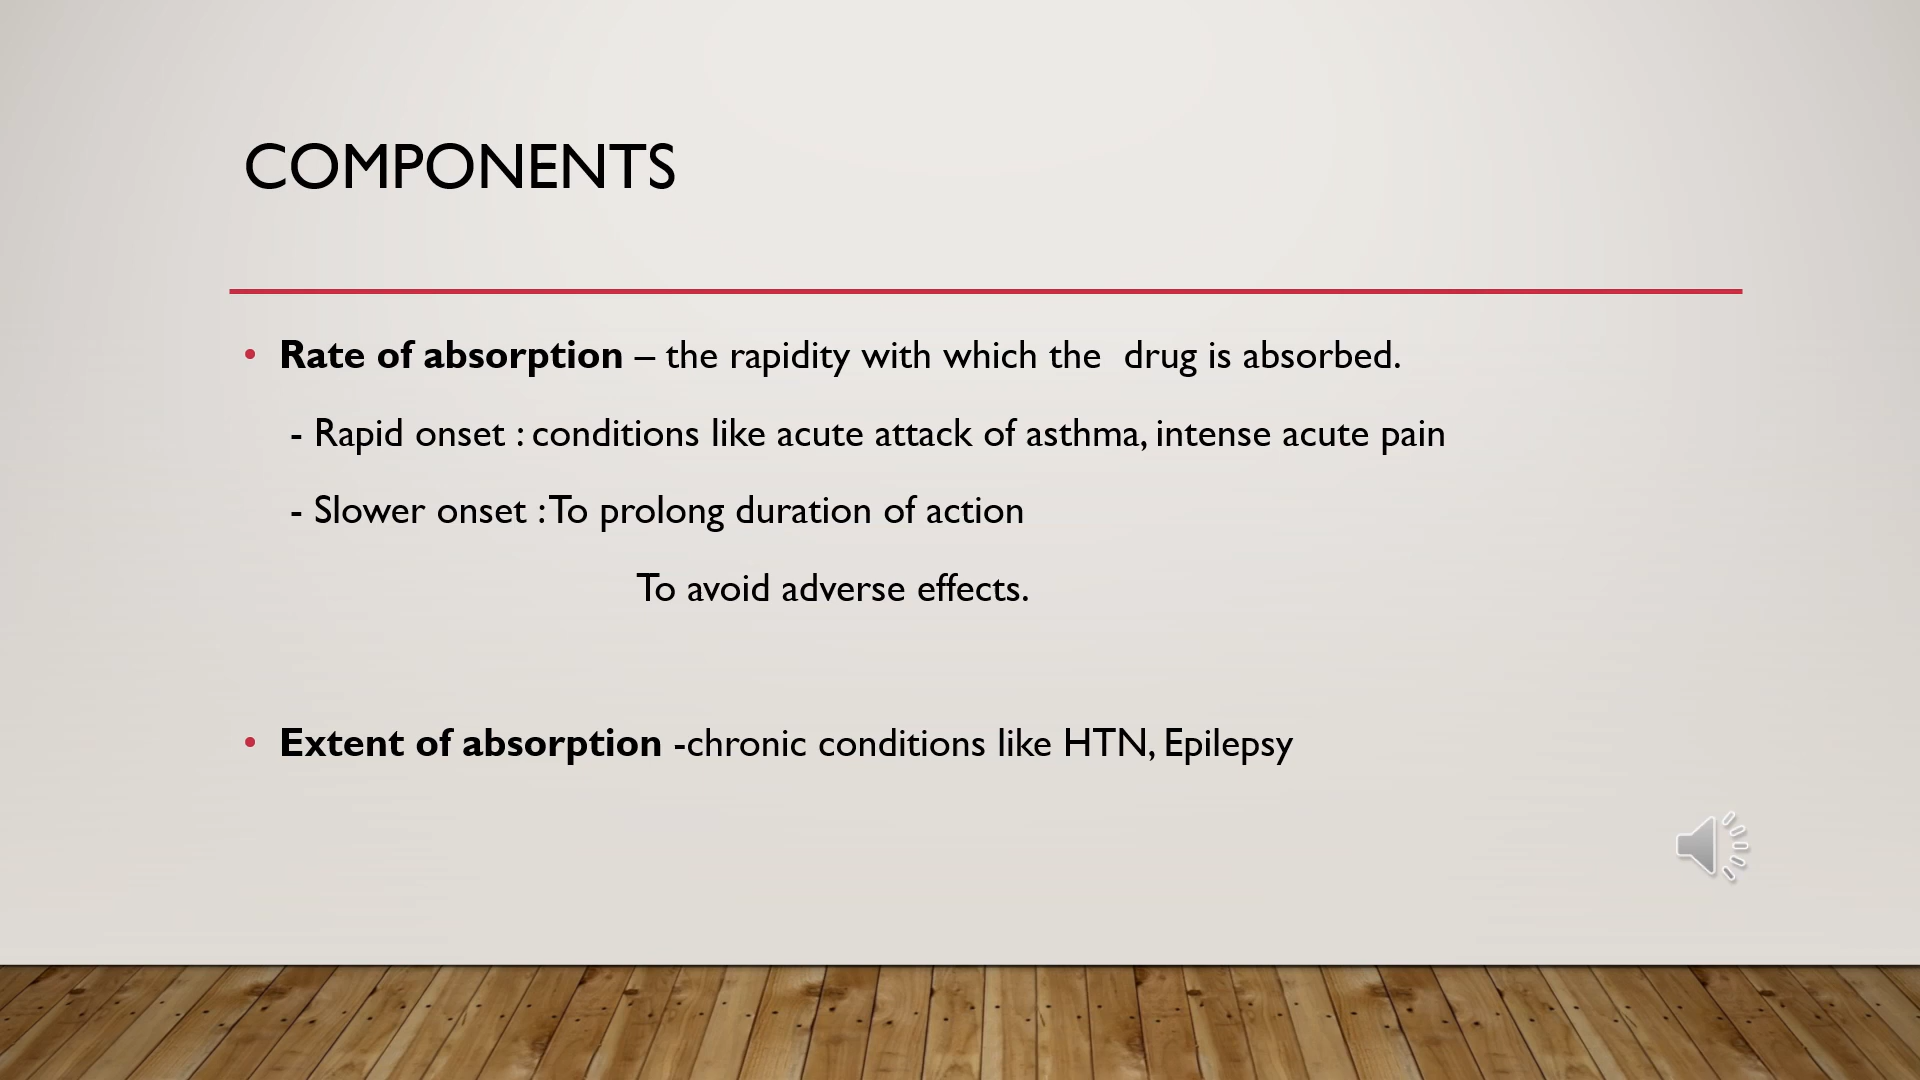 COMPONENTS
• Rate of absorption – the rapidity with which the  drug is absorbed.
- Rapid onset : conditions like acute attack of asthma, intense acute pain
- Slower onset : To prolong duration of action
To avoid adverse effects.
• Extent of absorption -chronic conditions like HTN, Epilepsy